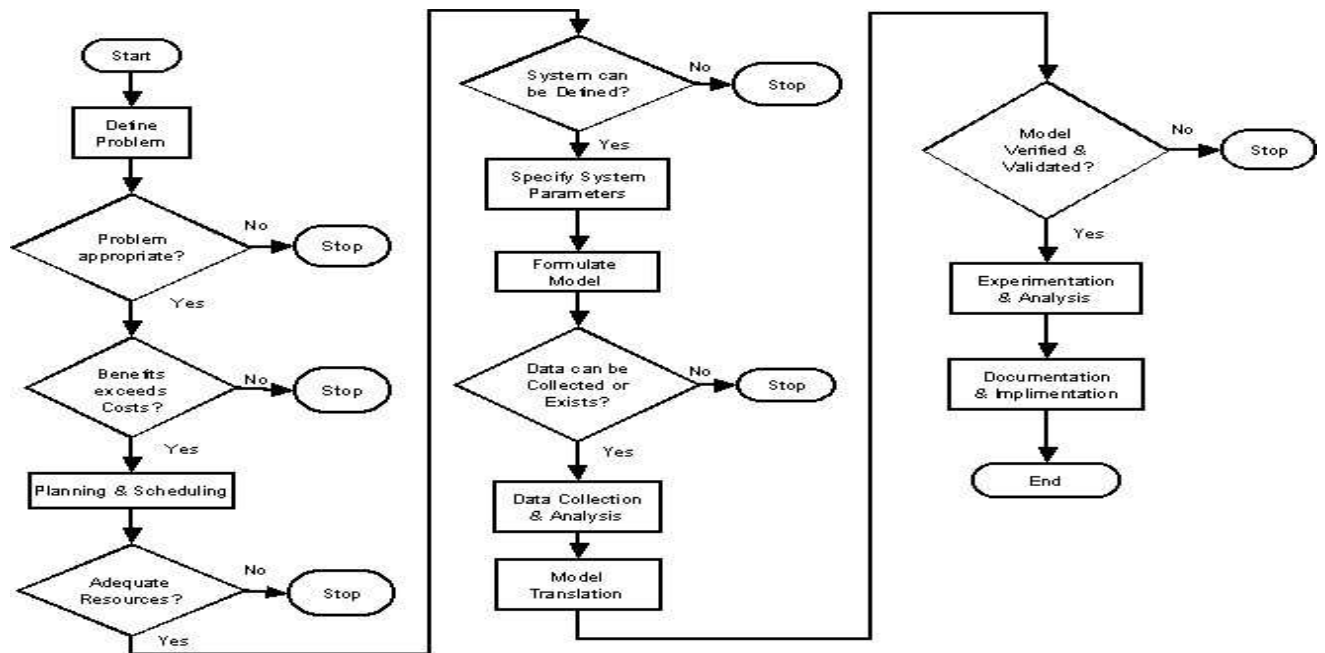 Start
Define
Problem
Problem
appropriate?
No
Stop
Yes
Benefits
exceeds
Costs?
No
Stop
Yes
Planning & Scheduling
Adequate
Resources?
No
Stop
Yes
System can
be Defined?
No
Stop
Yes
Specify System
Parameters
Formulate
Model
Data can be
Collected or
Exists?
No
Stop
Yes
Data Collection
& Analysis
Model
Translation
Model
Verified &
Validated?
No
Stop
Yes
Experimentation
& Analysis
Documentation
& Implimentation
End